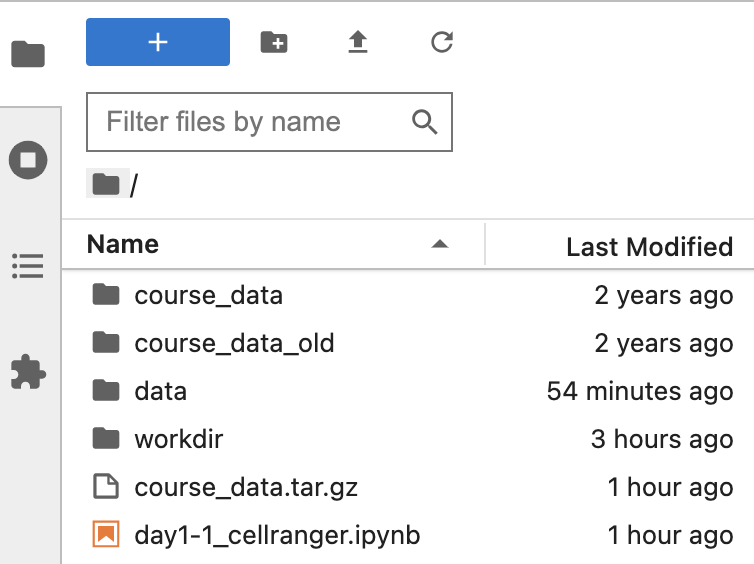 Filter files by name
/
Name Last Modified
course_data 2 years ago
course_data_old 2 years ago
data 54 minutes ago
workdir 3 hours ago
course_data.tar.gz 1 hour ago
day1-1_cellranger.ipynb 1 hour ago